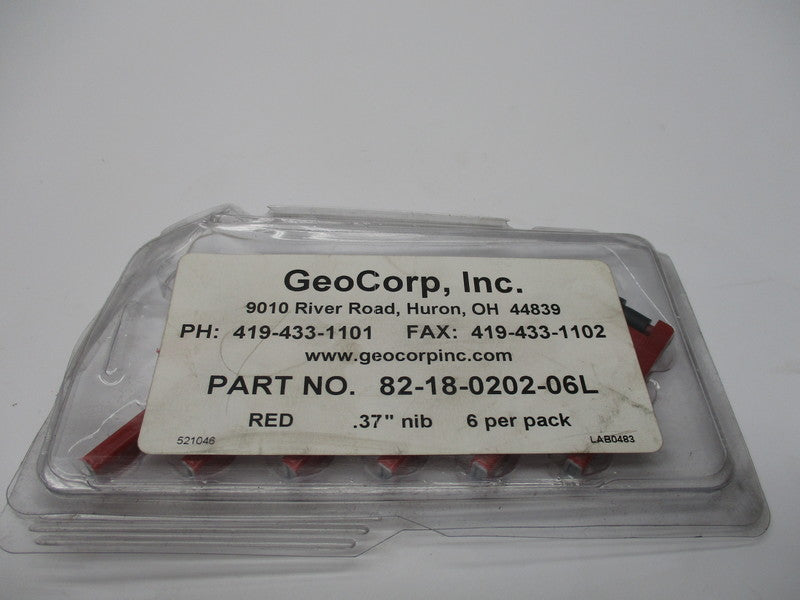 GeoCorp, Inc.
9010 River Road, Huron, OH 44839
PH: 419-433-1101 FAX: 419-433-1102
www.geocorpinc.com
PART NO. 82-18-0202-06L
RED .37" nib 6 per pack
521046 LAB0483